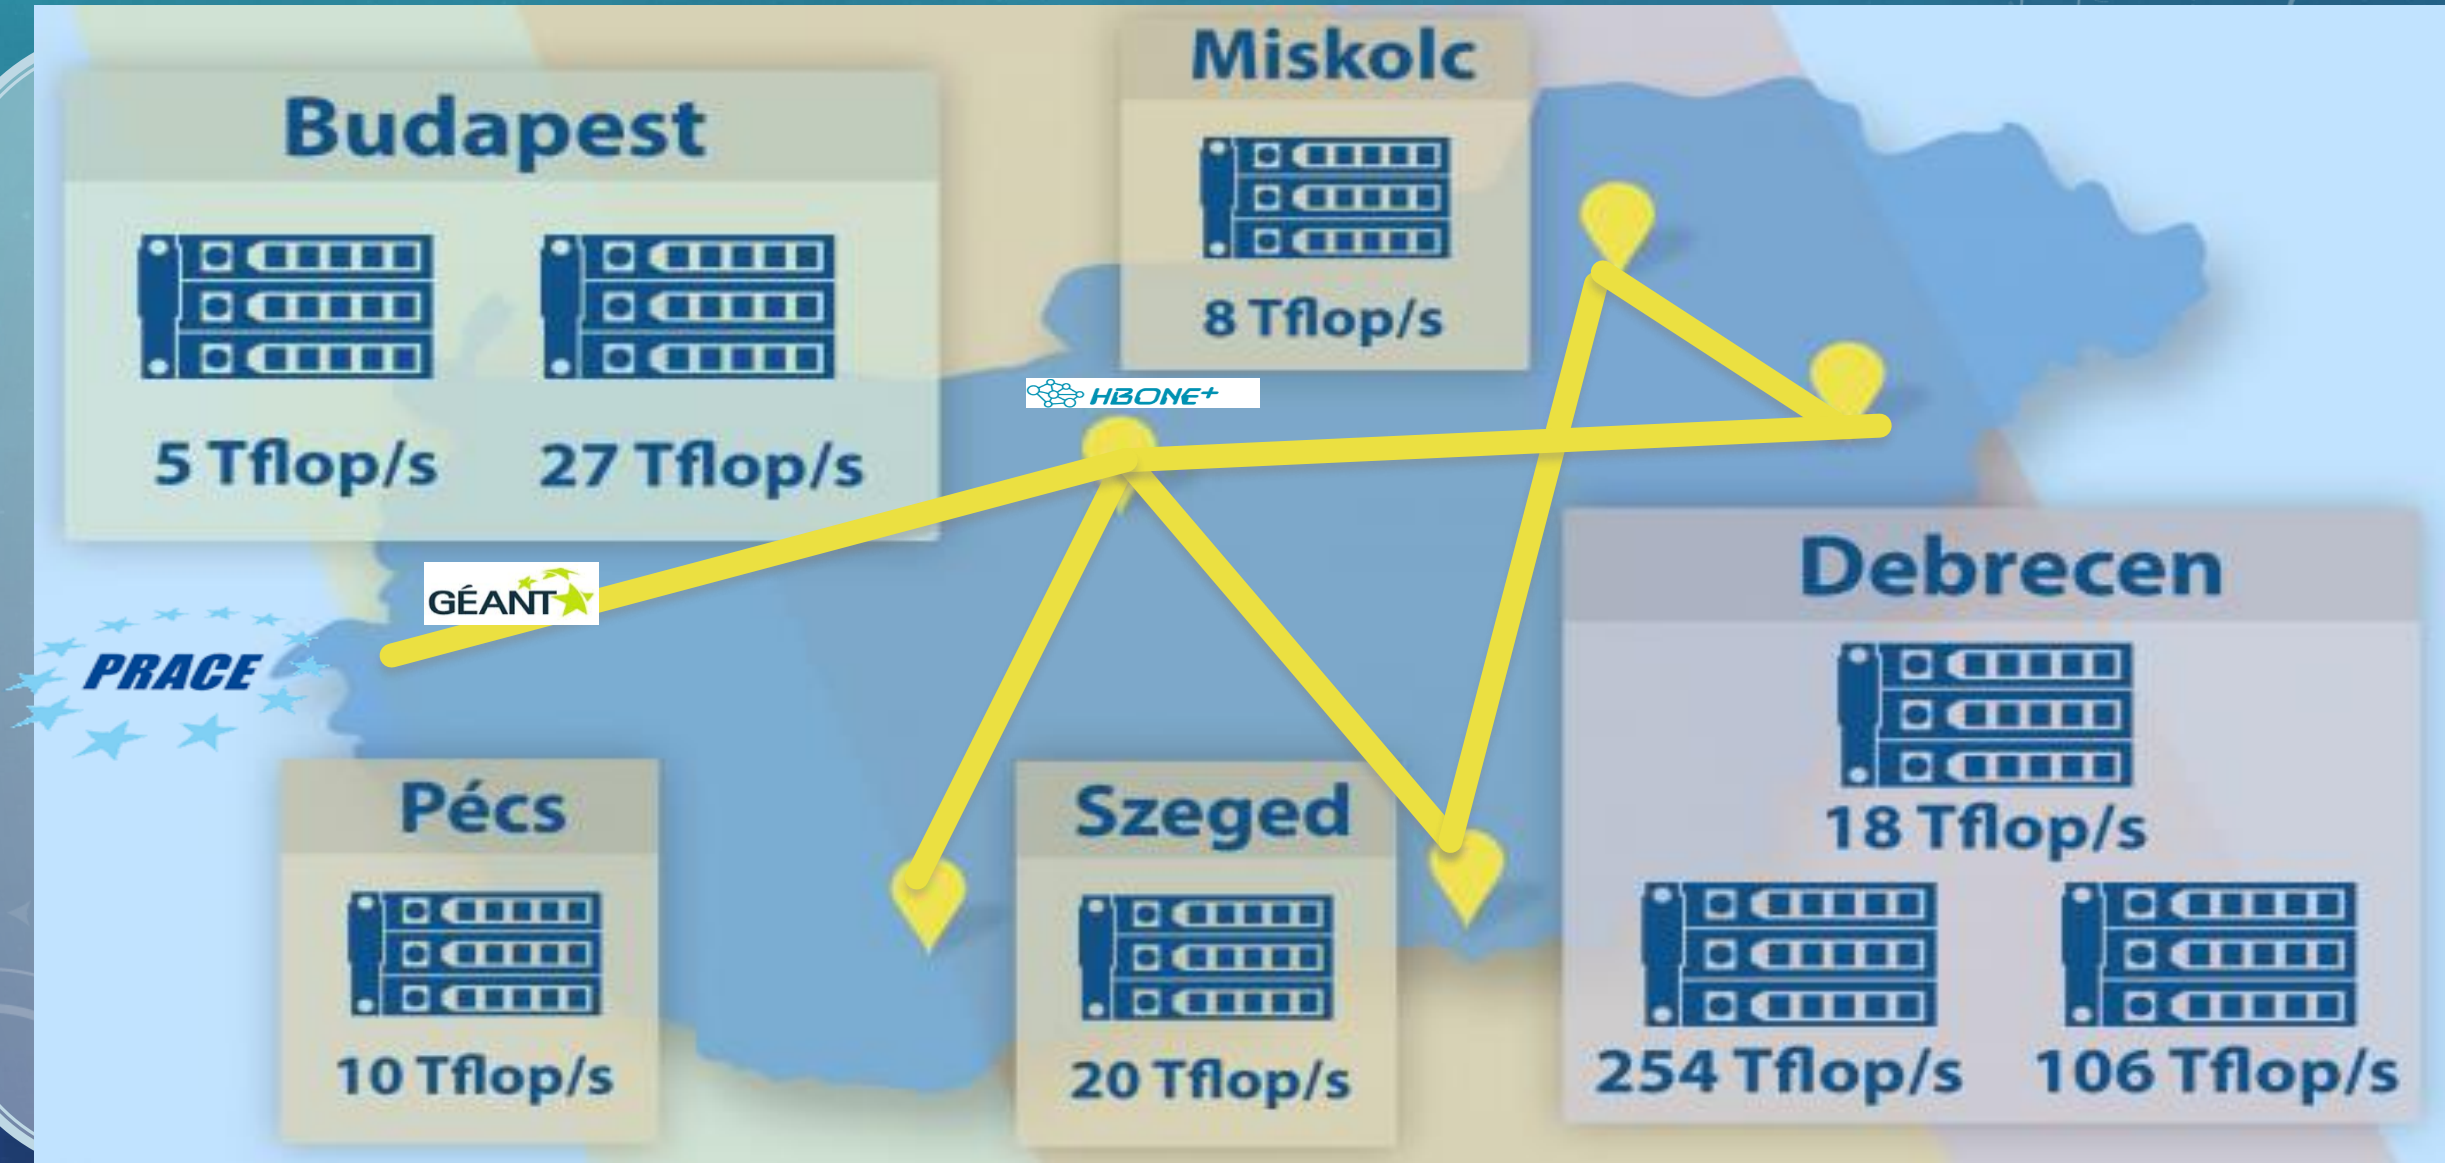 Budapest
5 Tflop/s
27 Tflop/s
Miskolc
8 Tflop/s
HBONE+
GÉANT
PRACE
Pécs
10 Tflop/s
Szeged
20 Tflop/s
Debrecen
18 Tflop/s
254 Tflop/s
106 Tflop/s